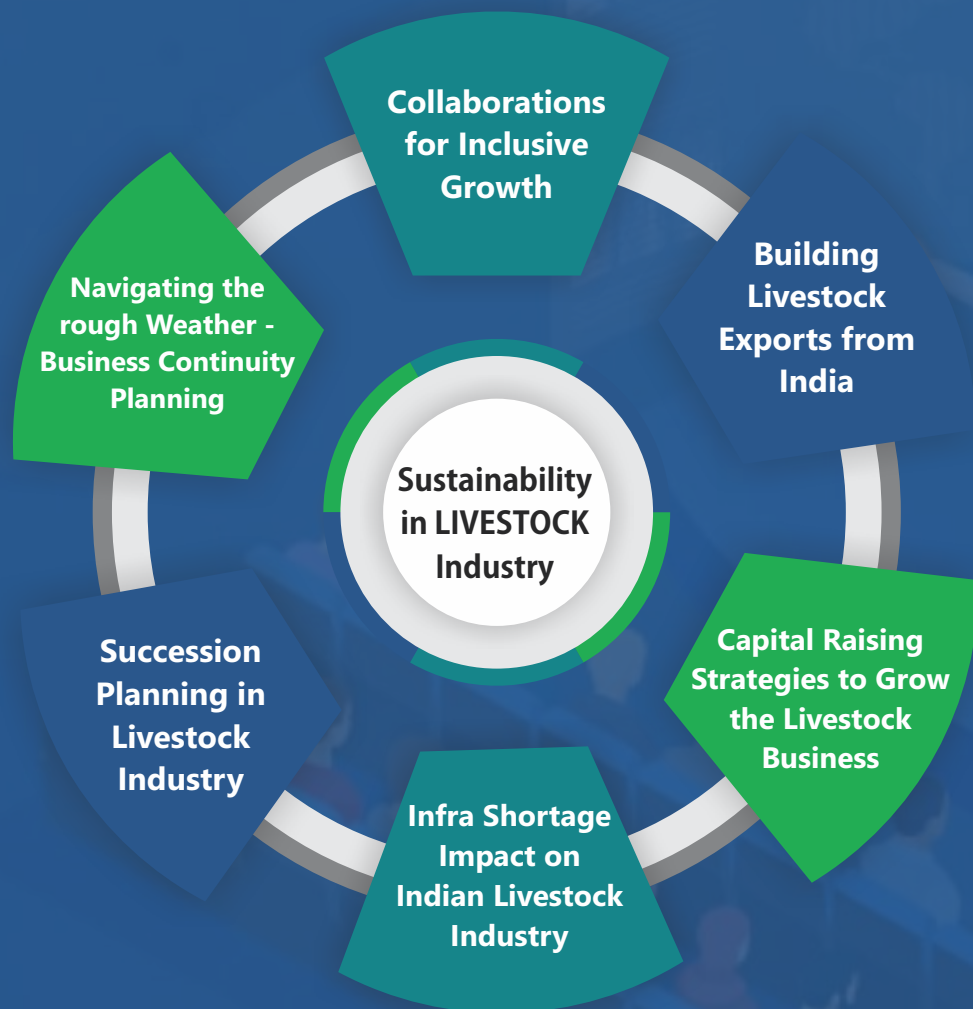 Collaborations
for Inclusive
Growth
Building
Livestock
Exports from
India
Capital Raising
Strategies to Grow
the Livestock
Business
Infra Shortage
Impact on
Indian Livestock
Industry
Succession
Planning in
Livestock
Industry
Navigating the
rough Weather -
Business Continuity
Planning
Sustainability
in LIVESTOCK
Industry